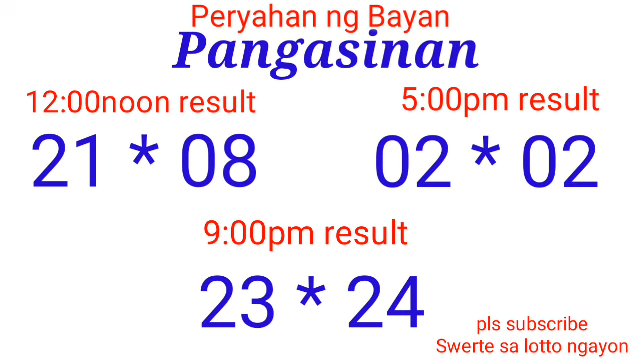 Peryahan ng Bayan
Pangasinan
12:00noon result
21 * 08
5:00pm result
02 * 02
9:00pm result
23 * 24
pls subscribe
Swerte sa lotto ngayon